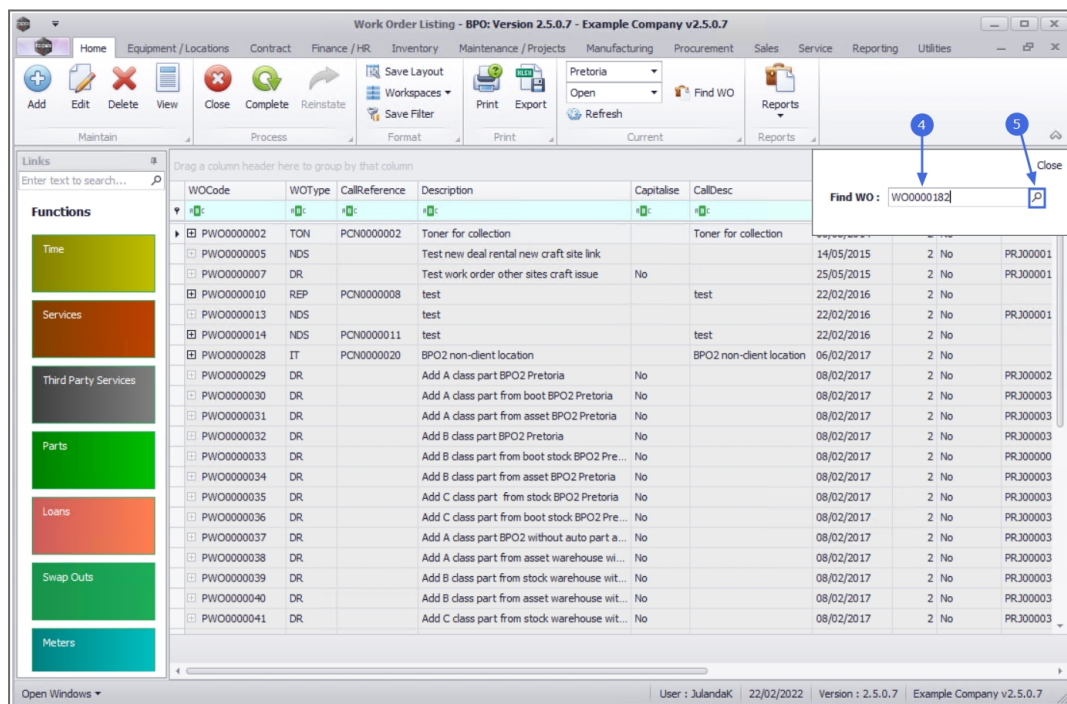 Work Order Listing - BPO: Version 2.5.0.7 - Example Company v2.5.0.7
Home Equipment / Locations Contract Finance / HR Inventory Maintenance / Projects Manufacturing Procurement Sales Service Reporting Utilities
Add Edit Delete View Close Complete Reinstate Save Layout Workspaces Save Filter Print Export Pretoria Open Find WO Refresh Reports
Maintain Process Format Print Current Reports
4 5
Links
Enter text to search...
Functions
Time
Services
Third Party Services
Parts
Loans
Swap Outs
Meters
Drag a column header here to group by that column
Close
Find WO : WO0000182
WOCode WOType CallReference Description Capitalise CallDesc
PWO0000002 TON PCN0000002 Toner for collection Toner for collection
PWO0000005 NDS Test new deal rental new craft site link 14/05/2015 2 No PRJ00001
PWO0000007 DR Test work order other sites craft issue No 25/05/2015 2 No PRJ00001
PWO0000010 REP PCN0000008 test test 22/02/2016 2 No
PWO0000013 NDS test 22/02/2016 2 No PRJ00001
PWO0000014 NDS PCN0000011 test test 22/02/2016 2 No
PWO0000028 IT PCN0000020 BPO2 non-client location BPO2 non-client location 06/02/2017 2 No
PWO0000029 DR Add A class part BPO2 Pretoria No 08/02/2017 2 No PRJ00002
PWO0000030 DR Add A class part from boot BPO2 Pretoria No 08/02/2017 2 No PRJ00003
PWO0000031 DR Add A class part from asset BPO2 Pretoria No 08/02/2017 2 No PRJ00003
PWO0000032 DR Add B class part BPO2 Pretoria No 08/02/2017 2 No PRJ00003
PWO0000033 DR Add B class part from boot stock BPO2 Pre... No 08/02/2017 2 No PRJ00000
PWO0000034 DR Add B class part from asset BPO2 Pretoria No 08/02/2017 2 No PRJ00003
PWO0000035 DR Add C class part from stock BPO2 Pretoria No 08/02/2017 2 No PRJ00003
PWO0000036 DR Add C class part from boot stock BPO2 Pre... No 08/02/2017 2 No PRJ00003
PWO0000037 DR Add C class part BPO2 without auto part a... No 08/02/2017 2 No PRJ00003
PWO0000038 DR Add A class part from asset warehouse wi... No 08/02/2017 2 No PRJ00003
PWO0000039 DR Add B class part from stock warehouse wit... No 08/02/2017 2 No PRJ00003
PWO0000040 DR Add B class part from asset warehouse wit... No 08/02/2017 2 No PRJ00003
PWO0000041 DR Add C class part from stock warehouse wit... No 08/02/2017 2 No PRJ00003
Open Windows User : JulandaK 22/02/2022 Version : 2.5.0.7 Example Company v2.5.0.7